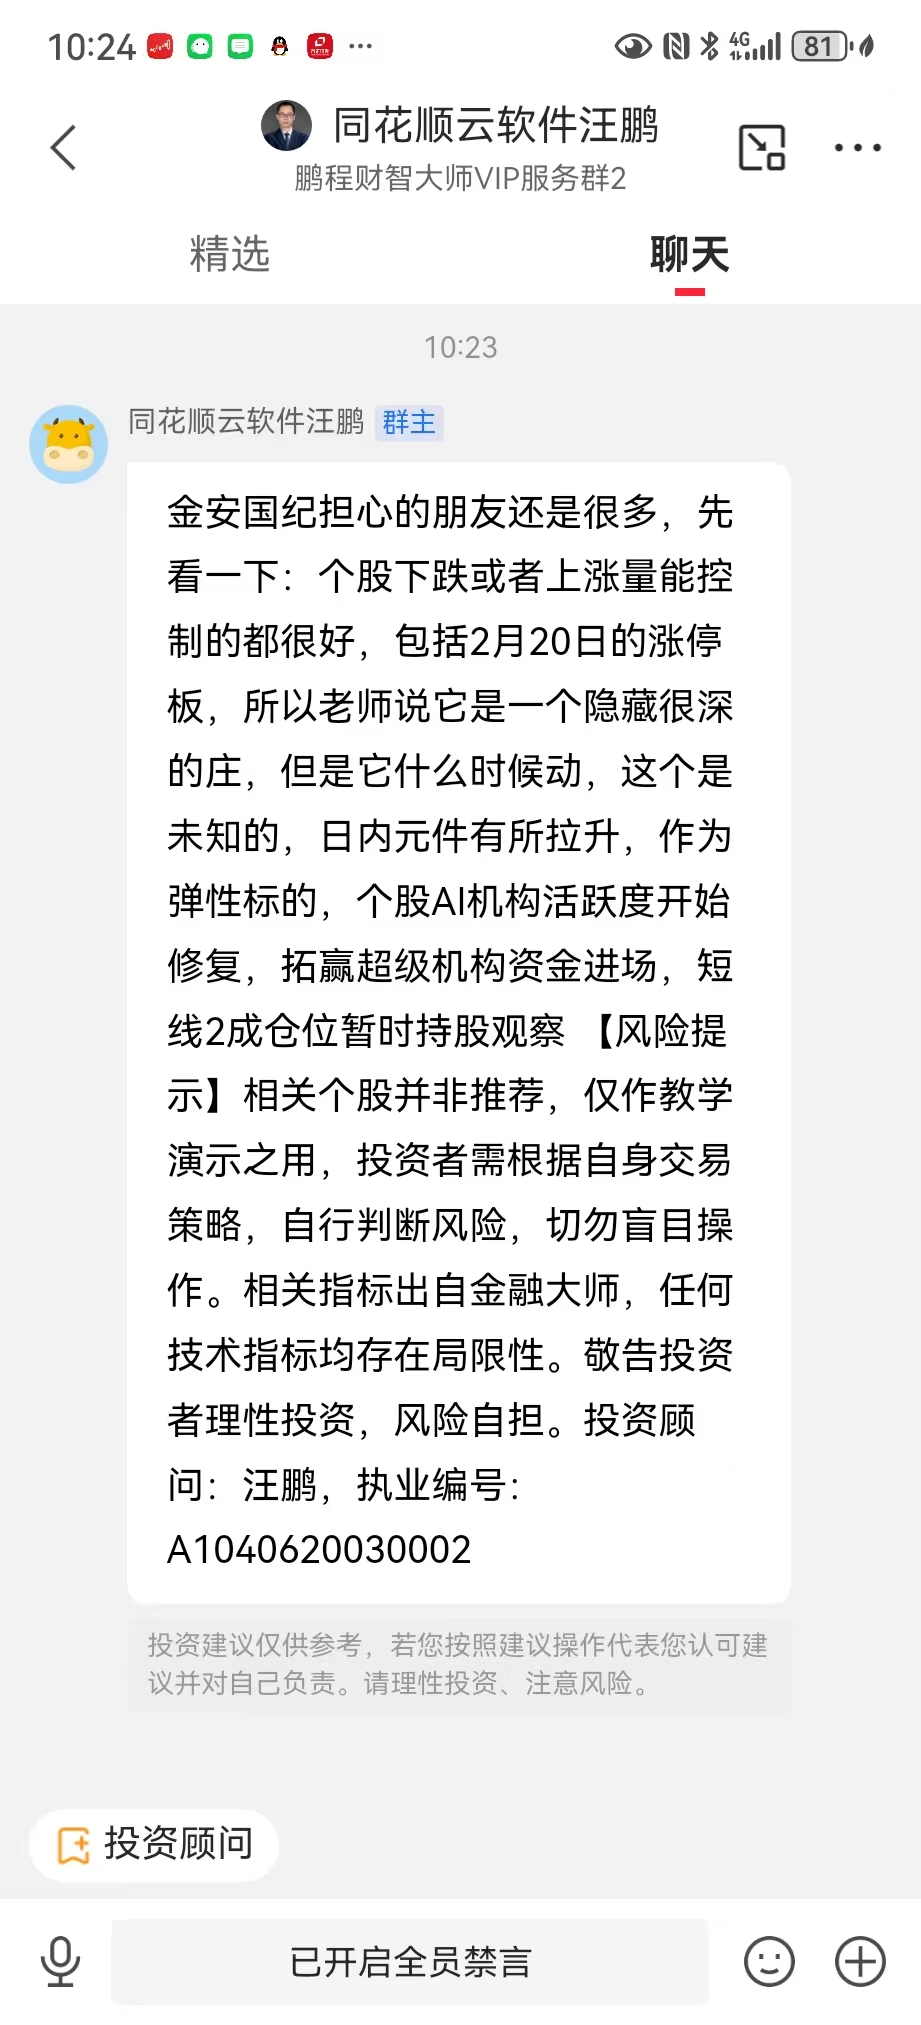 10:24
4G
81
同花顺云软件汪鹏
鹏程财智大师VIP服务群2
精选
聊天
10:23
同花顺云软件汪鹏 群主
金安国纪担心的朋友还是很多，先
看一下：个股下跌或者上涨量能控
制的都很好，包括2月20日的涨停
板，所以老师说它是一个隐藏很深
的庄，但是它什么时候动，这个是
未知的，日内元件有所拉升，作为
弹性标的，个股AI机构活跃度开始
修复，拓赢超级机构资金进场，短
线2成仓位暂时持股观察 【风险提
示】相关个股并非推荐，仅作教学
演示之用，投资者需根据自身交易
策略，自行判断风险，切勿盲目操
作。相关指标出自金融大师，任何
技术指标均存在局限性。敬告投资
者理性投资，风险自担。投资顾
问：汪鹏，执业编号：
A1040620030002
投资建议仅供参考，若您按照建议操作代表您认可建
议并对自己负责。请理性投资、注意风险。
投资顾问
已开启全员禁言